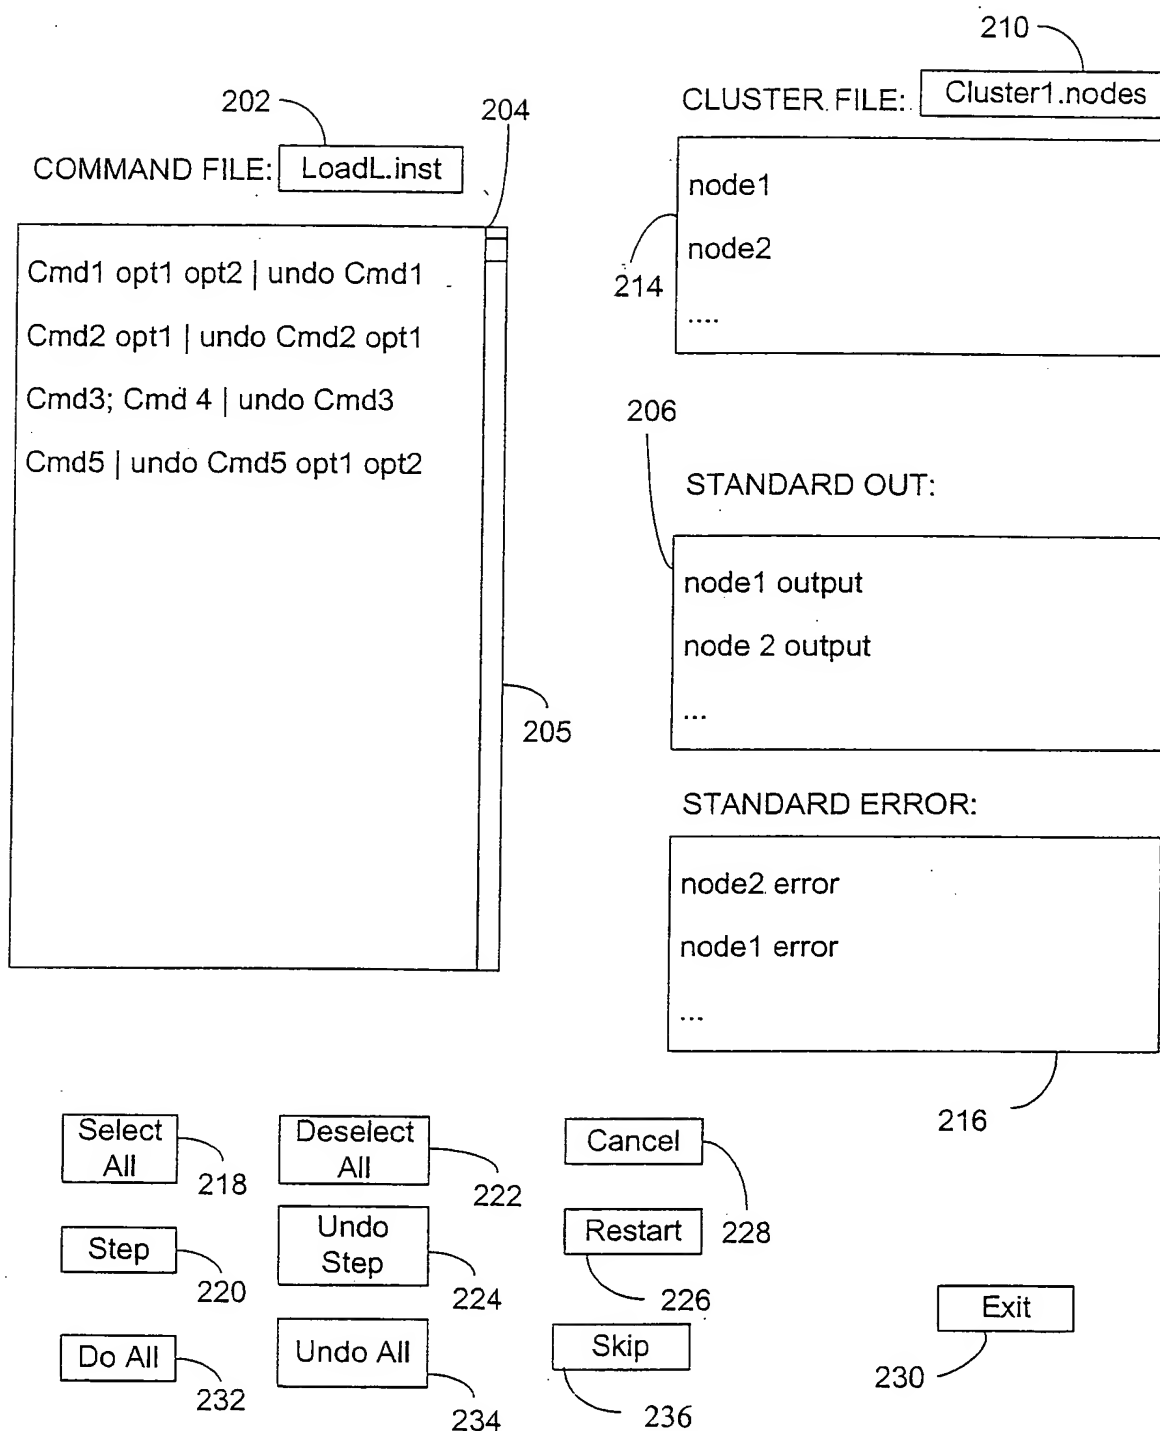 210
CLUSTER FILE: Cluster1.nodes
202
204
COMMAND FILE: LoadL.inst
node1
node2
....
214
Cmd1 opt1 opt2 | undo Cmd1
Cmd2 opt1 | undo Cmd2 opt1
Cmd3; Cmd 4 | undo Cmd3
Cmd5 | undo Cmd5 opt1 opt2
205
206
STANDARD OUT:
node1 output
node 2 output
...
STANDARD ERROR:
node2 error
node1 error
...
216
Select
All
218
Deselect
All
222
Cancel
228
Step
220
Undo
Step
224
Restart
226
Exit
230
Do All
232
Undo All
234
Skip
236